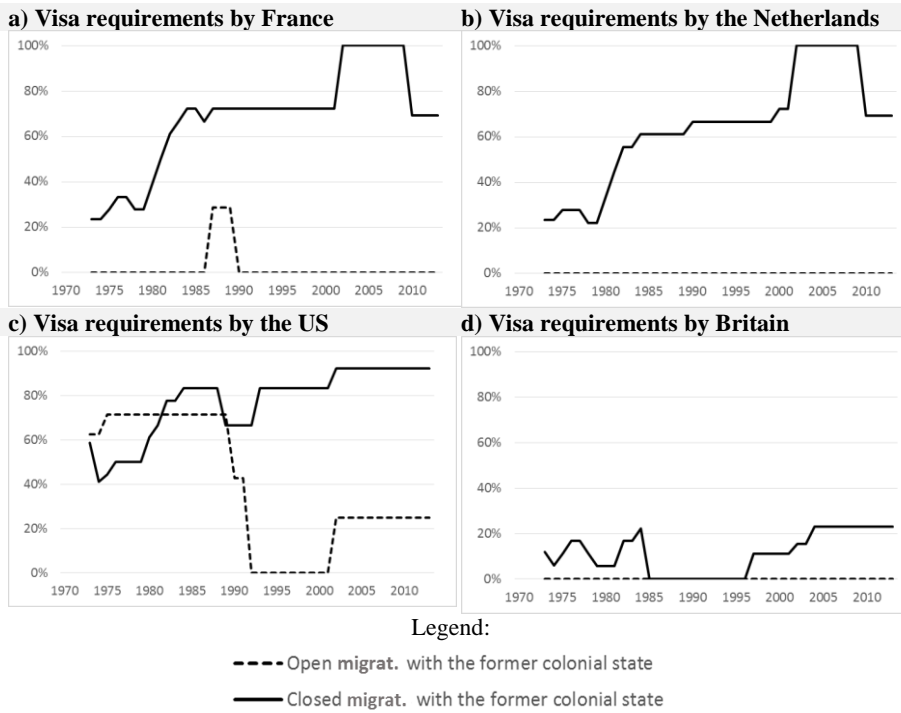 a) Visa requirements by France
100%
80%
60%
40%
20%
0%
1970 1975 1980 1985 1990 1995 2000 2005 2010
b) Visa requirements by the Netherlands
100%
80%
60%
40%
20%
0%
1970 1975 1980 1985 1990 1995 2000 2005 2010
c) Visa requirements by the US
100%
80%
60%
40%
20%
0%
1970 1975 1980 1985 1990 1995 2000 2005 2010
d) Visa requirements by Britain
100%
80%
60%
40%
20%
0%
1970 1975 1980 1985 1990 1995 2000 2005 2010
Legend:
Open migrat. with the former colonial state
Closed migrat. with the former colonial state